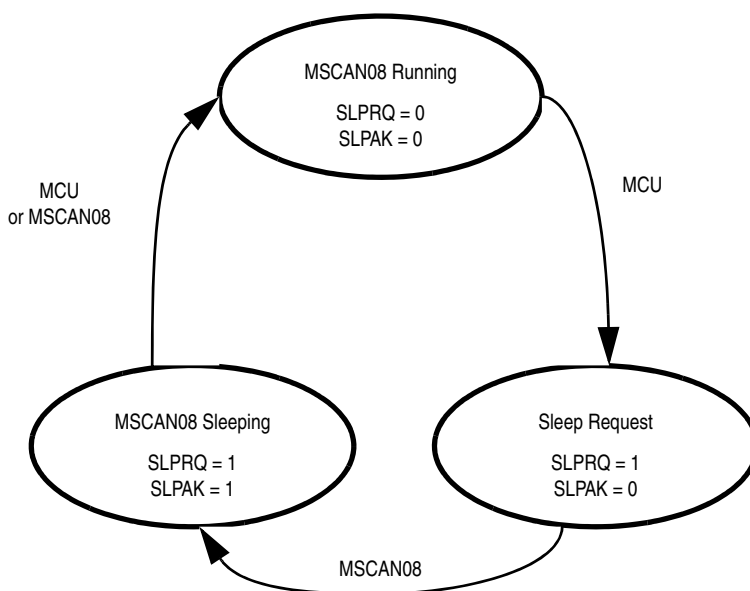 MSCAN08 Running
SLPRQ = 0
SLPAK = 0
MCU
or MSCAN08
MCU
MSCAN08 Sleeping
SLPRQ = 1
SLPAK = 1
Sleep Request
SLPRQ = 1
SLPAK = 0
MSCAN08